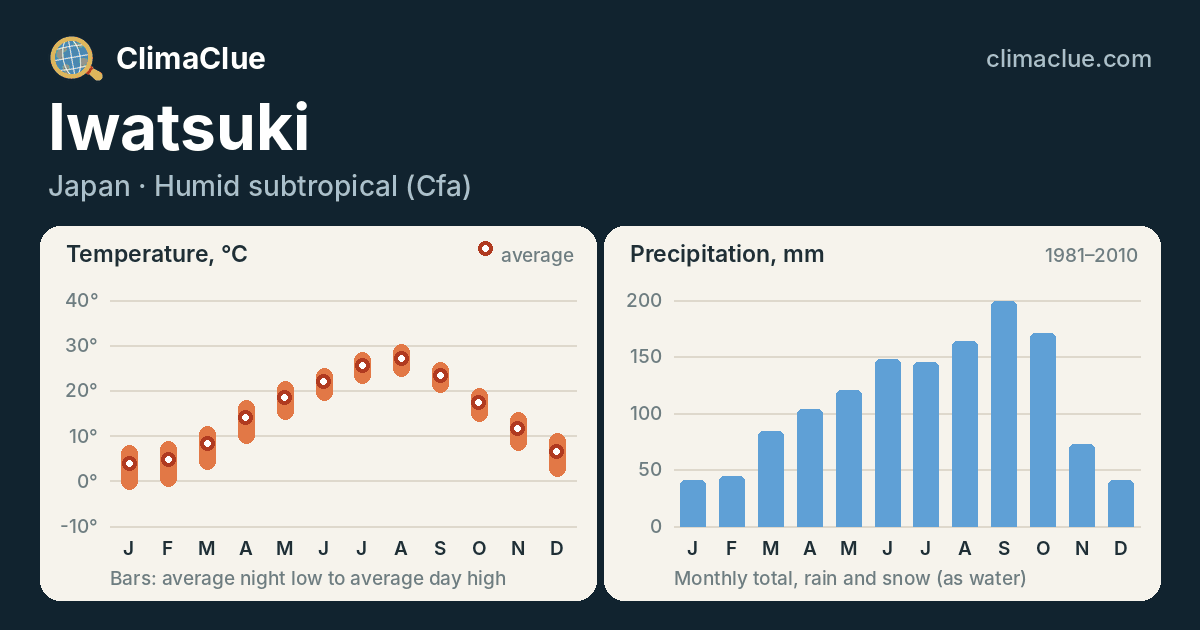 ClimaClue
climaclue.com
Iwatsuki
Japan · Humid subtropical (Cfa)
Temperature, °C
average
40°
30°
20°
10°
0°
-10°
J F M A M J J A S O N D
Bars: average night low to average day high
Precipitation, mm
1981–2010
200
150
100
50
0
J F M A M J J A S O N D
Monthly total, rain and snow (as water)